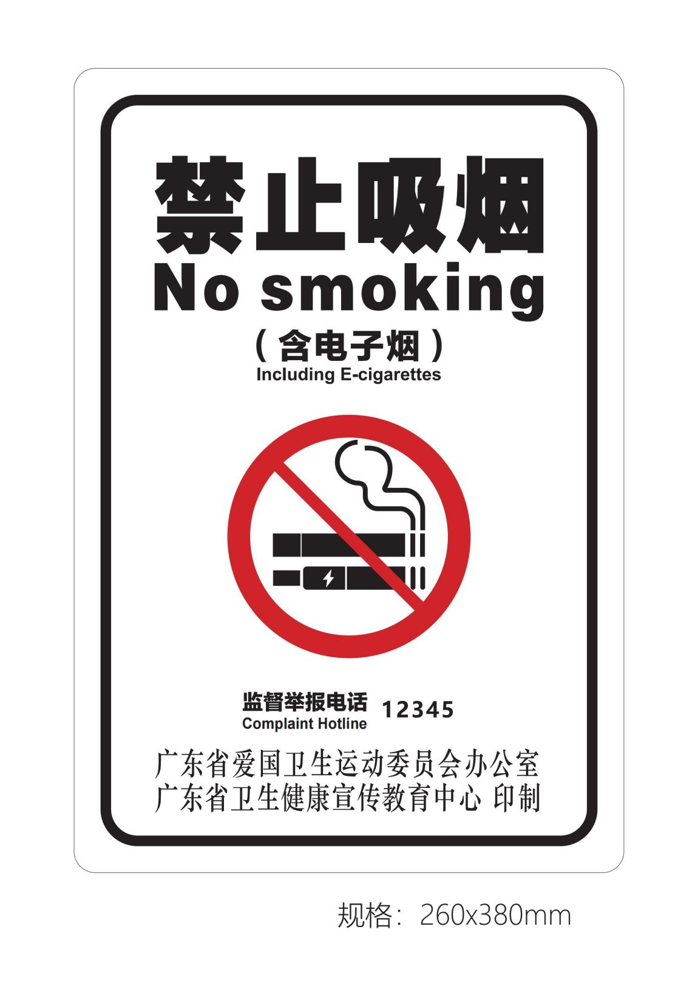 禁止吸烟
No smoking
（含电子烟）
Including E-cigarettes
监督举报电话 12345
Complaint Hotline
广东省爱国卫生运动委员会办公室
广东省卫生健康宣传教育中心 印制
规格：260x380mm